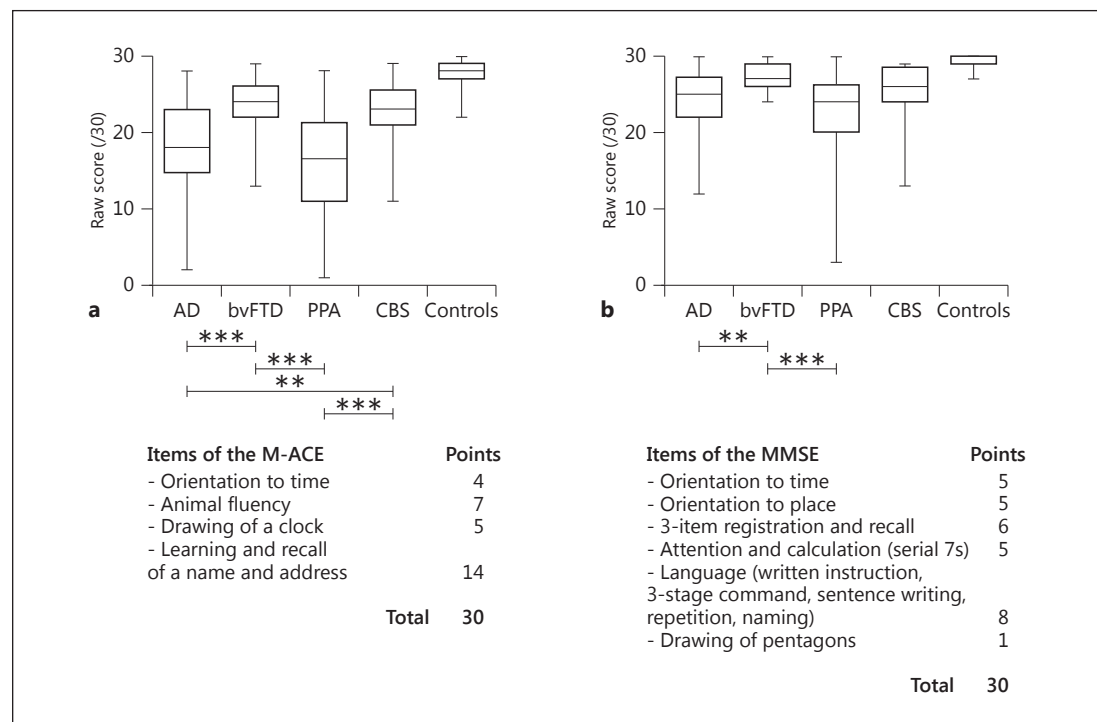 30
20
10
0
Raw score (/30)
a
AD bvFTD PPA CBS Controls
***
***
**
***
Items of the M-ACE Points
- Orientation to time 4
- Animal fluency 7
- Drawing of a clock 5
- Learning and recall
of a name and address 14
Total 30
30
20
10
0
Raw score (/30)
b
AD bvFTD PPA CBS Controls
**
***
Items of the MMSE Points
- Orientation to time 5
- Orientation to place 5
- 3-item registration and recall 6
- Attention and calculation (serial 7s) 5
- Language (written instruction,
3-stage command, sentence writing,
repetition, naming) 8
- Drawing of pentagons 1
Total 30